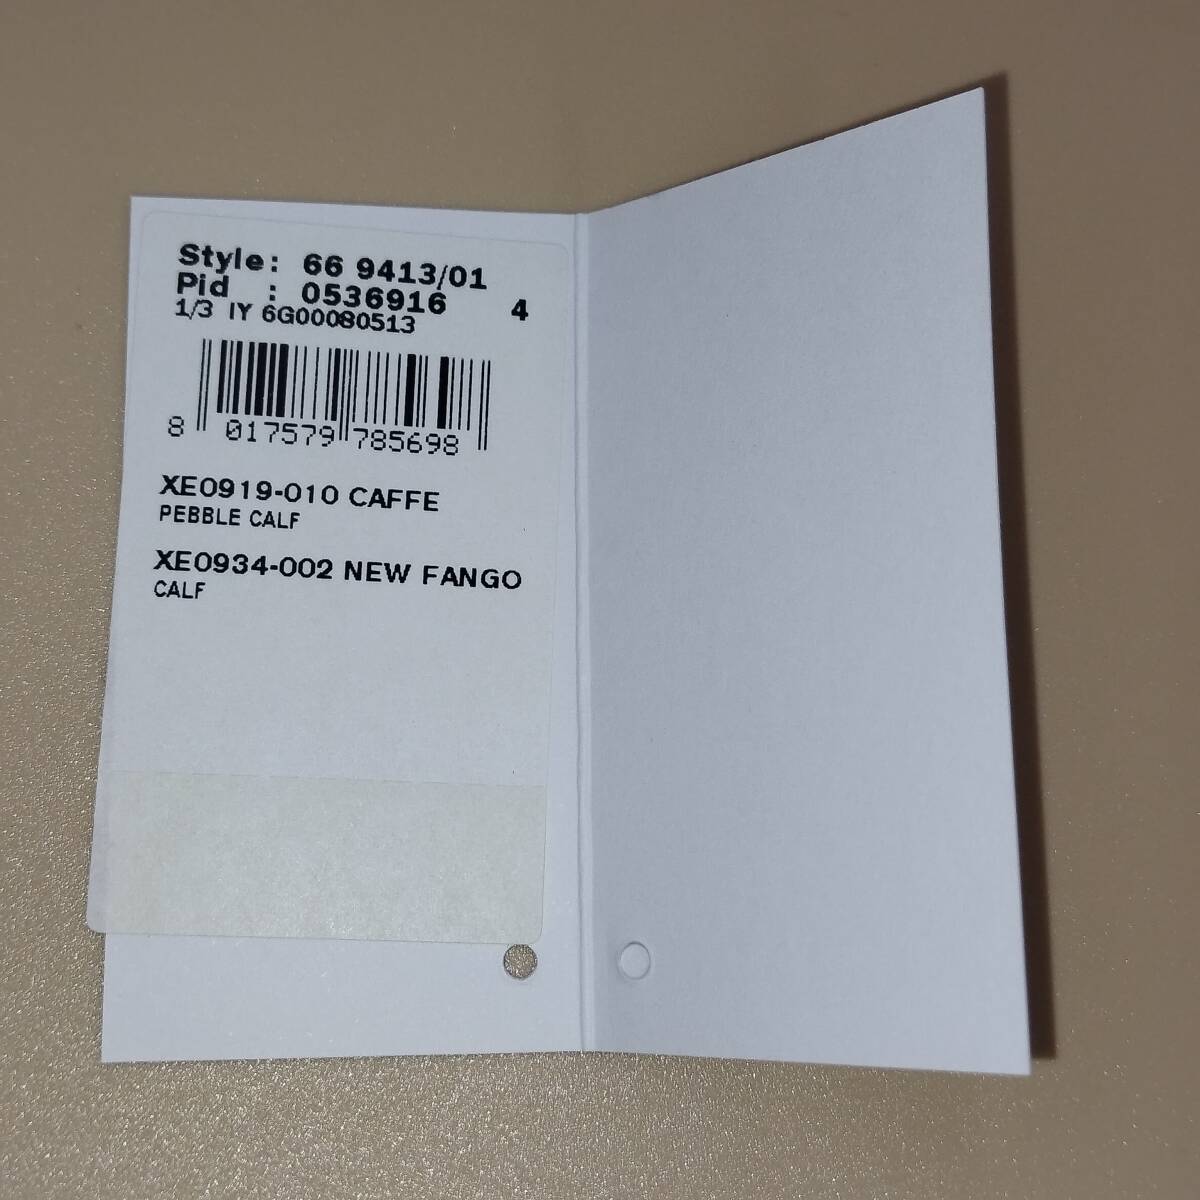 Style: 66 9413/01
Pid : 0536916 4
1/3 IY 6G00080513
8 017579 785698
XE0919-010 CAFFE
PEBBLE CALF
XE0934-002 NEW FANGO
CALF